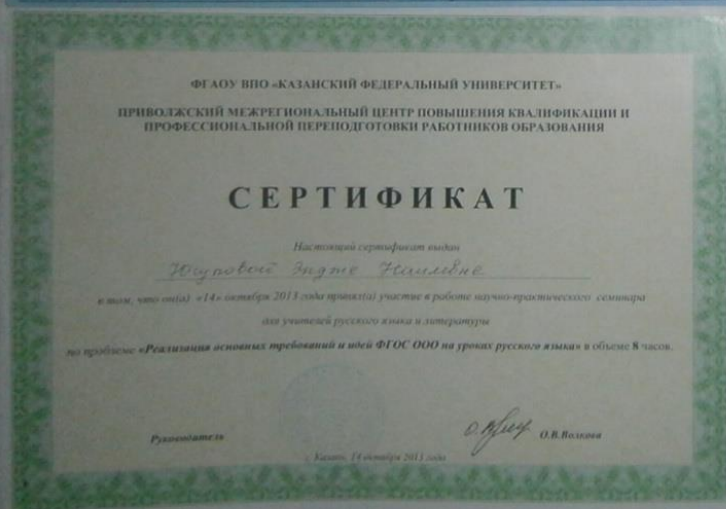 ФГАОУ ВПО «КАЗАНСКИЙ ФЕДЕРАЛЬНЫЙ УНИВЕРСИТЕТ»
ПРИВОЛЖСКИЙ МЕЖРЕГИОНАЛЬНЫЙ ЦЕНТР ПОВЫШЕНИЯ КВАЛИФИКАЦИИ И
ПРОФЕССИОНАЛЬНОЙ ПЕРЕПОДГОТОВКИ РАБОТНИКОВ ОБРАЗОВАНИЯ
СЕРТИФИКАТ
Настоящий сертификат выдан
Юсуповой Эндже Наилевне
в том, что он(а) «14» октября 2013 года принял(а) участие в работе научно-практического семинара
для учителей русского языка и литературы
по проблеме «Реализация основных требований и идей ФГОС ООО на уроках русского языка» в объеме 8 часов.
Руководитель О.В.Волкова
г. Казань, 14 октября 2013 года